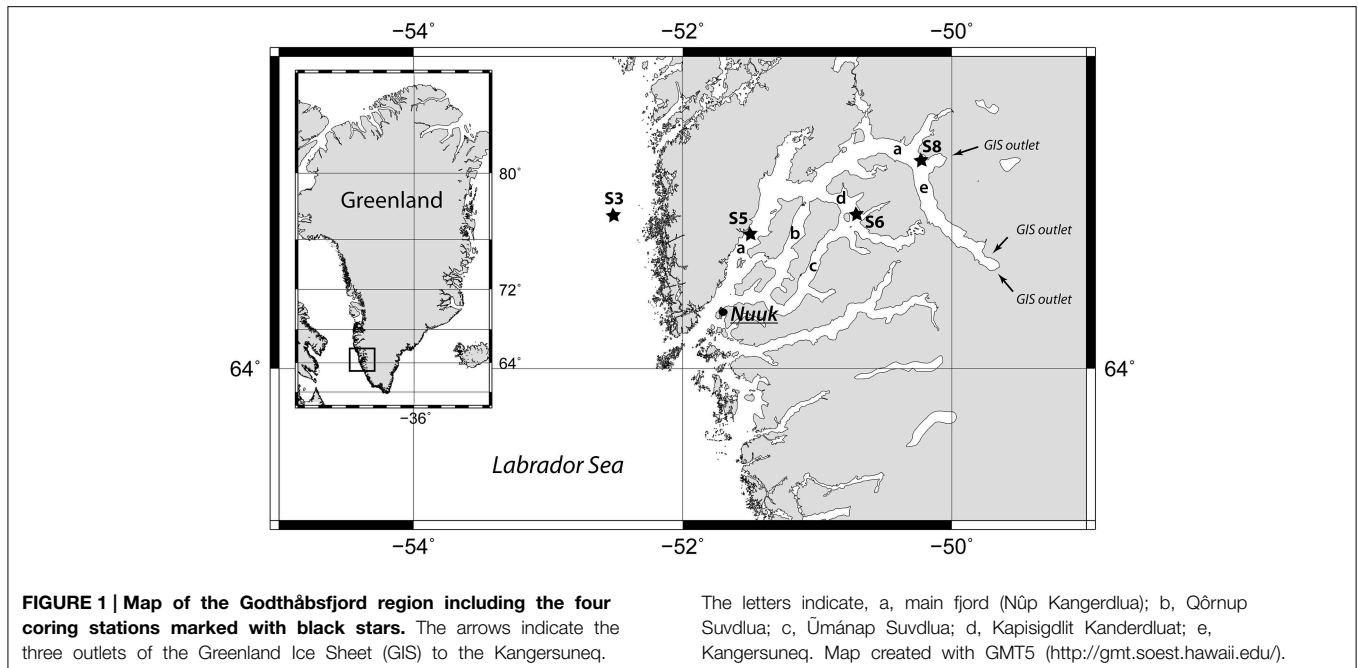 −54˚
−52˚
−50˚
80˚
Greenland
72˚
64˚
−36˚
S3
S5
S6
S8
a
a
b
c
d
e
GIS outlet
GIS outlet
GIS outlet
Nuuk
64˚
64˚
Labrador Sea
−54˚
−52˚
−50˚
FIGURE 1 | Map of the Godthåbsfjord region including the four
coring stations marked with black stars. The arrows indicate the
three outlets of the Greenland Ice Sheet (GIS) to the Kangersuneq.
The letters indicate, a, main fjord (Nûp Kangerdlua); b, Qôrnup
Suvdlua; c, Ũmánap Suvdlua; d, Kapisigdlit Kanderdluat; e,
Kangersuneq. Map created with GMT5 (http://gmt.soest.hawaii.edu/).